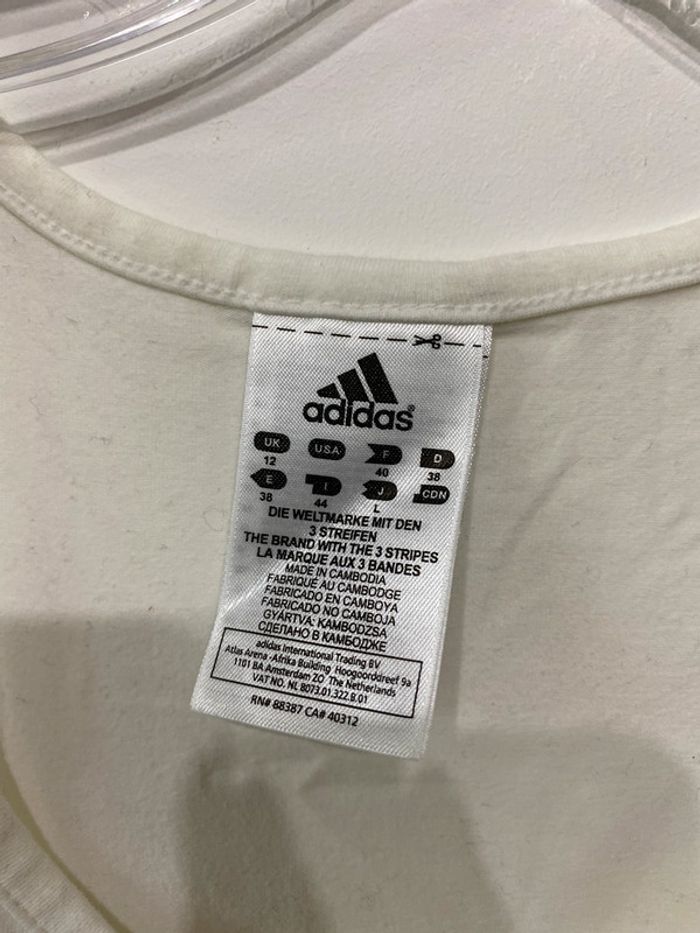 adidas®
UK USA F D
12 40 38
E I J CDN
38 44 L
DIE WELTMARKE MIT DEN
3 STREIFEN
THE BRAND WITH THE 3 STRIPES
LA MARQUE AUX 3 BANDES
MADE IN CAMBODIA
FABRIQUÉ AU CAMBODGE
FABRICADO EN CAMBOYA
FABRICADO NO CAMBOJA
GYÁRTVA: KAMBODZSA
СДЕЛАНО В КАМБОДЖЕ
adidas International Trading BV
Atlas Arena -Afrika Building Hoogoorddreef 9a
1101 BA Amsterdam ZO The Netherlands
VAT NO. NL 8073.01.322.B.01
RN# 88387 CA# 40312